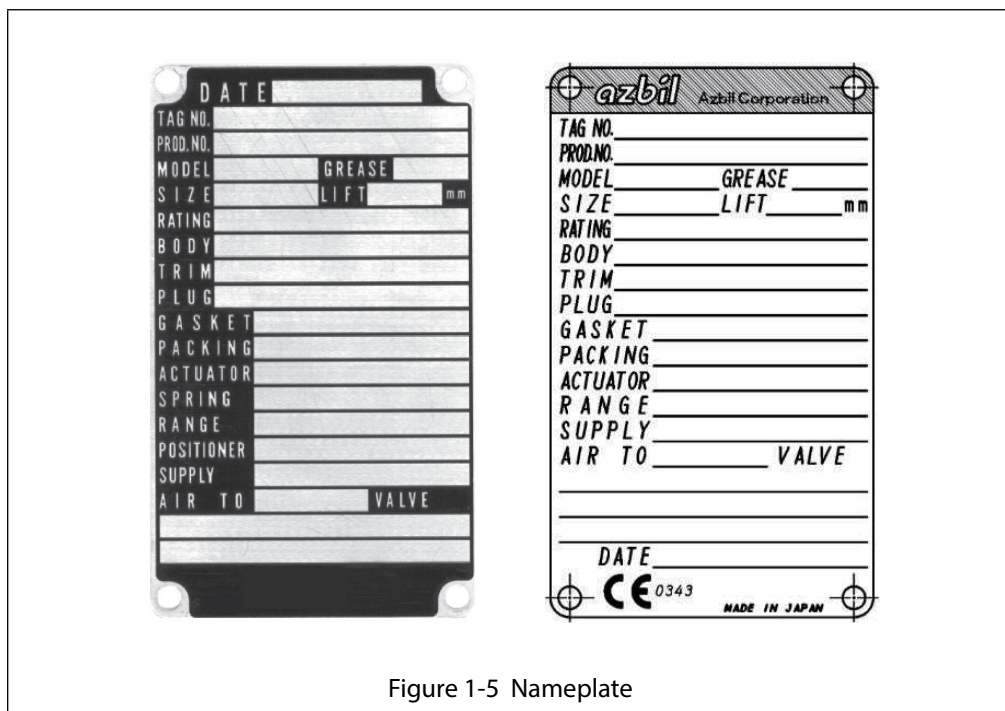 DATE
TAG NO.
PROD.NO.
MODEL GREASE
SIZE LIFT mm
RATING
BODY
TRIM
PLUG
GASKET
PACKING
ACTUATOR
SPRING
RANGE
POSITIONER
SUPPLY
AIR TO VALVE
azbil Azbil Corporation
TAG NO.
PROD.NO.
MODEL GREASE
SIZE LIFT mm
RATING
BODY
TRIM
PLUG
GASKET
PACKING
ACTUATOR
RANGE
SUPPLY
AIR TO VALVE
DATE
CE 0343
MADE IN JAPAN
Figure 1-5 Nameplate